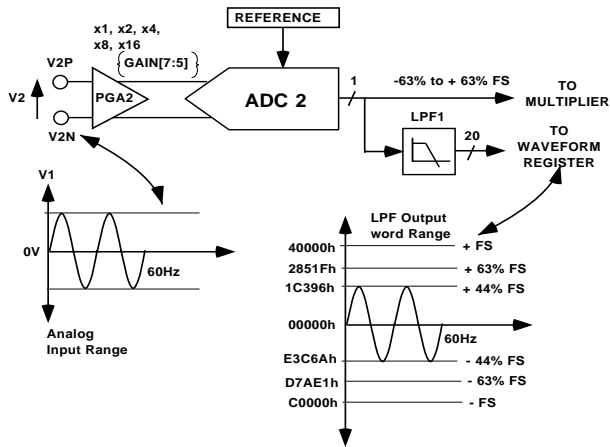 REFERENCE
x1, x2, x4,
x8, x16
{GAIN[7:5]
V2P
V2
PGA2
ADC 2
1
-63% to + 63% FS
TO
MULTIPLIER
V2N
LPF1
20
TO
WAVEFORM
REGISTER
V1
0V
60Hz
Analog
Input Range
LPF Output
word Range
40000h
+ FS
2851Fh
+ 63% FS
1C396h
+ 44% FS
00000h
60Hz
E3C6Ah
- 44% FS
D7AE1h
- 63% FS
C0000h
- FS